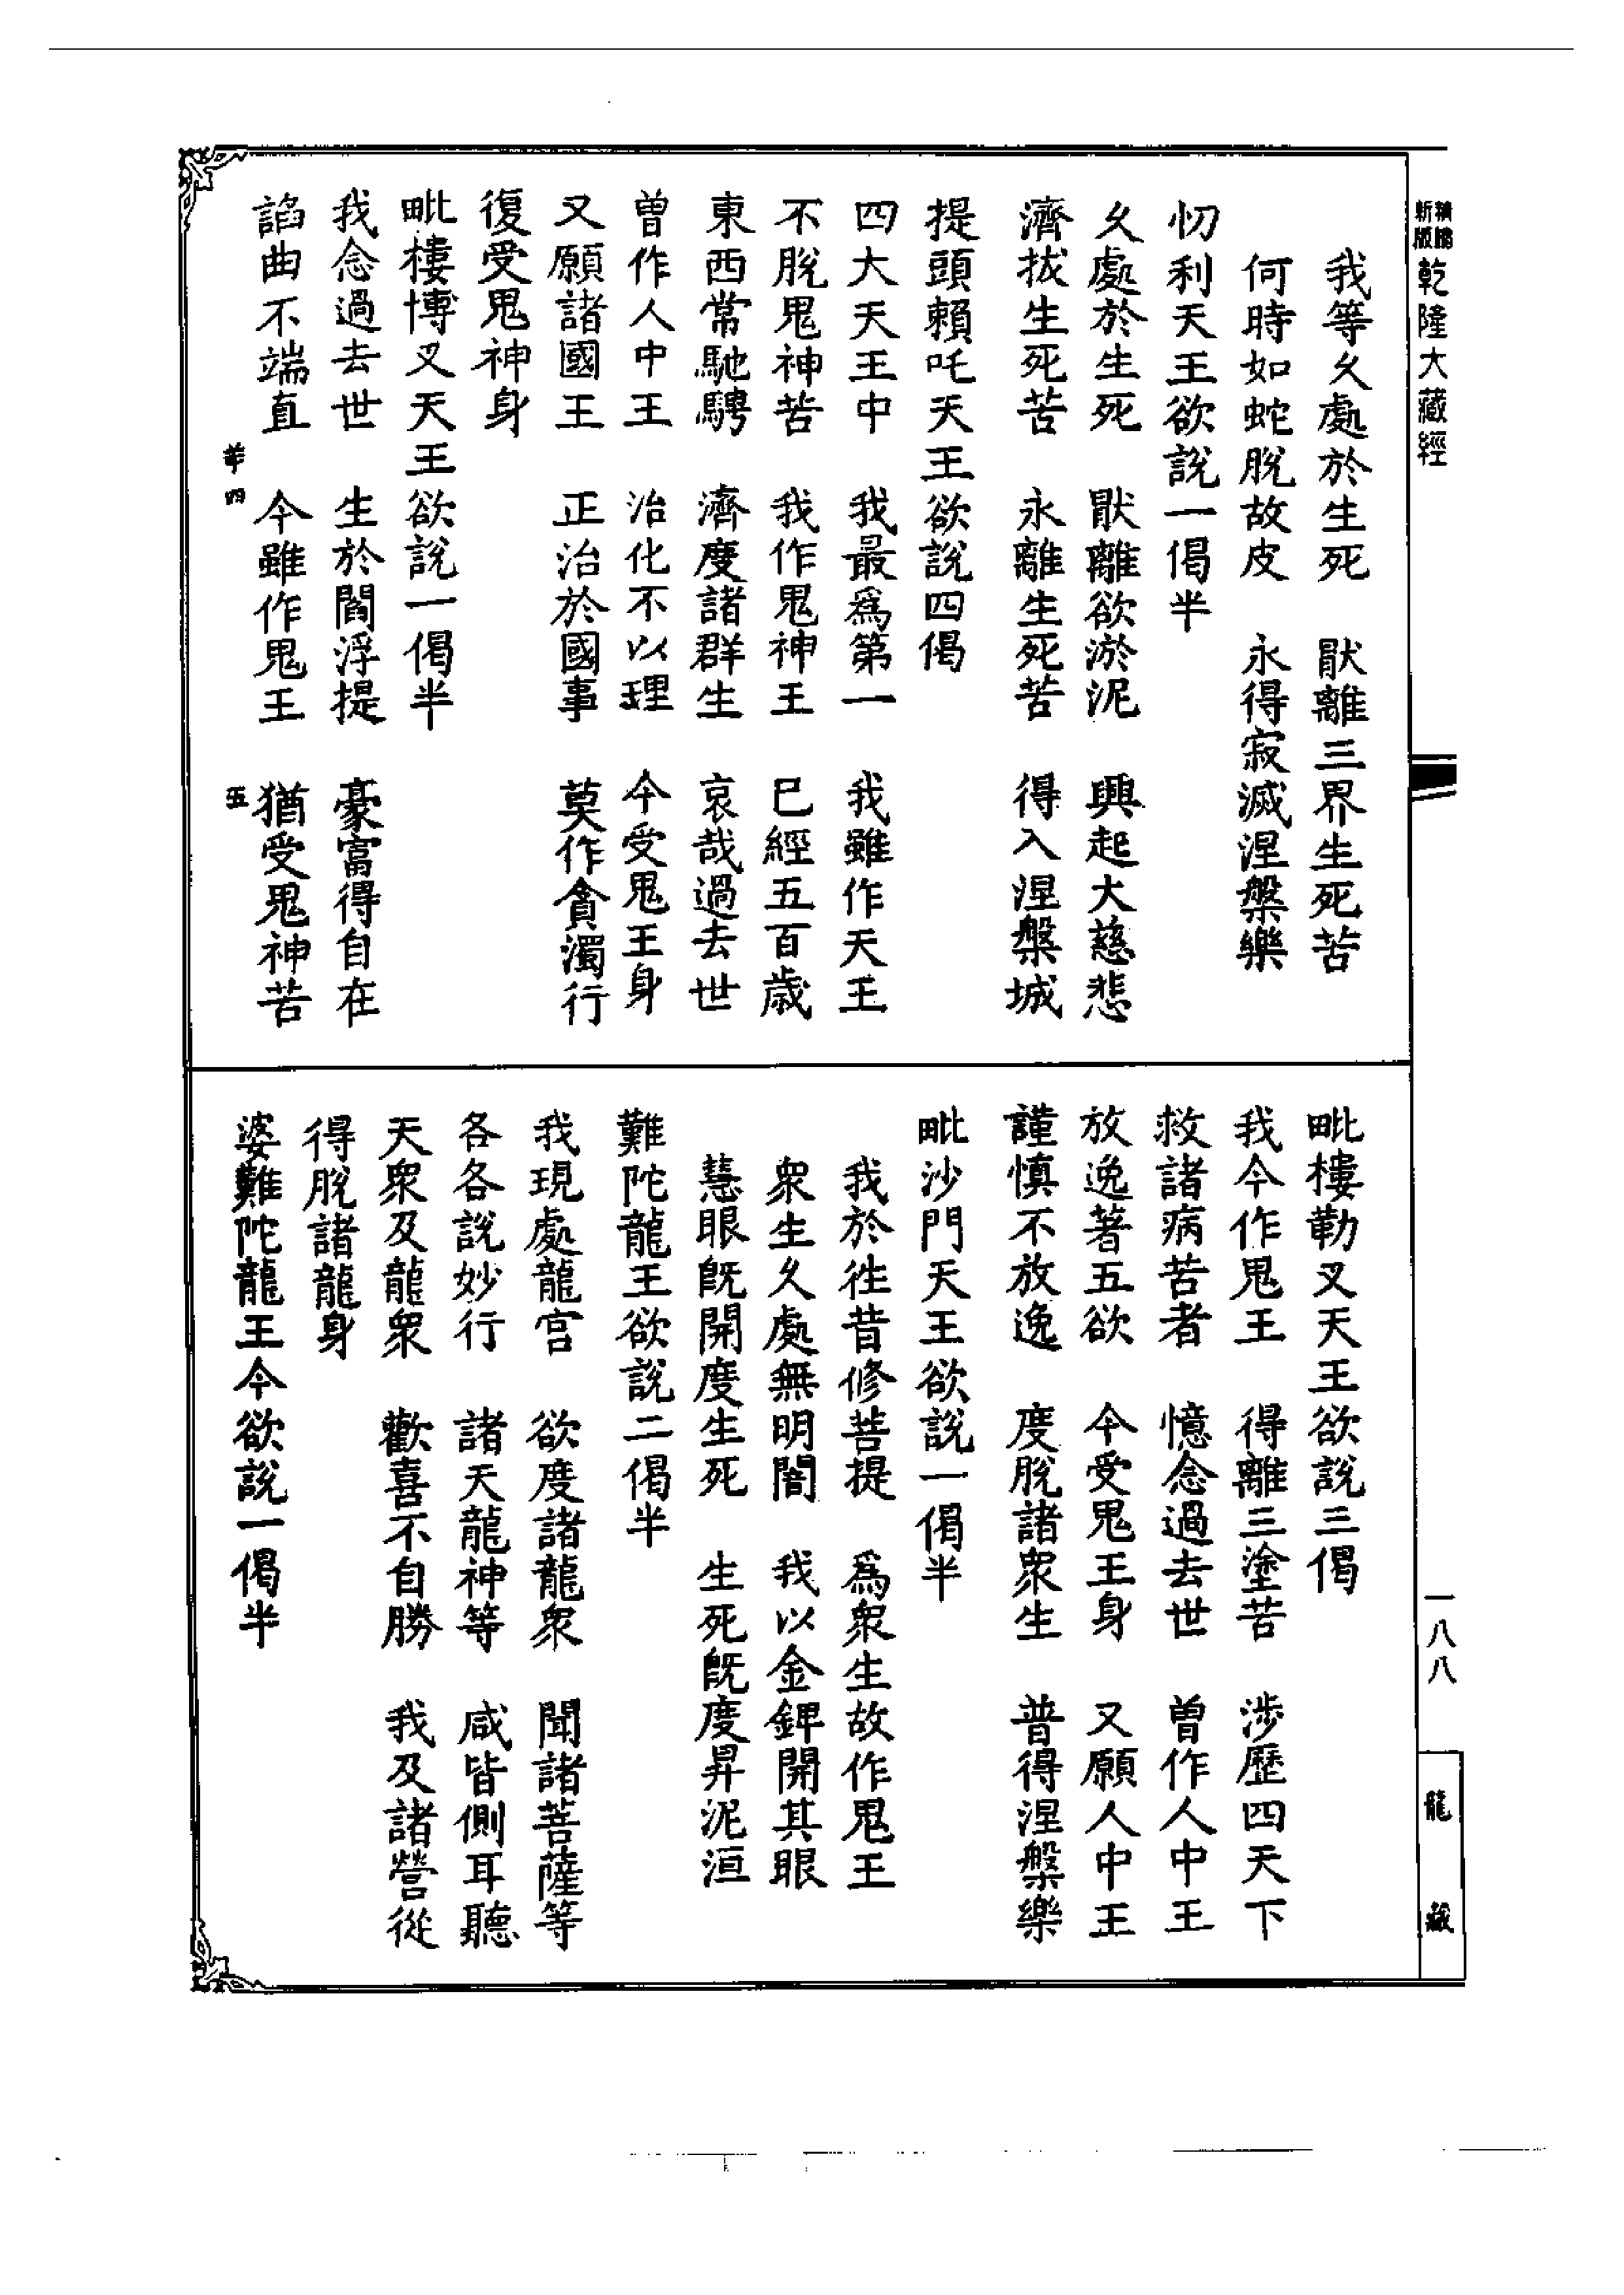 精購新版乾隆大藏經
我等久處於生死　厭離三界生死苦
何時如蛇脫故皮　永得寂滅涅槃樂
忉利天王欲說一偈半
久處於生死　厭離欲淤泥　興起大慈悲
濟拔生死苦　永離生死苦　得入涅槃城
提頭賴吒天王欲說四偈
四大天王中　我最為第一　我雖作天王
不脫鬼神苦　我作鬼神王　已經五百歲
東西常馳騁　濟度諸群生　哀哉過去世
曾作人中王　治化不以理　今受鬼王身
又願諸國王　正治於國事　莫作貪濁行
復受鬼神身
毗樓博叉天王欲說一偈半
我念過去世　生於閻浮提　豪富得自在
諂曲不端直　今雖作鬼王　猶受鬼神苦
四　五
毗樓勒叉天王欲說三偈
我今作鬼王　得離三塗苦　涉歷四天下
救諸病苦者　憶念過去世　曾作人中王
放逸著五欲　今受鬼王身　又願人中王
謹慎不放逸　度脫諸眾生　普得涅槃樂
毗沙門天王欲說一偈半
我於往昔修菩提　為眾生故作鬼王
眾生久處無明闇　我以金錍開其眼
慧眼既開度生死　生死既度昇泥洹
難陀龍王欲說二偈半
我現處龍宮　欲度諸龍眾　聞諸菩薩等
各各說妙行　諸天龍神等　咸皆側耳聽
天眾及龍眾　歡喜不自勝　我及諸營從
得脫諸龍身
婆難陀龍王今欲說一偈半
一八八
龍藏